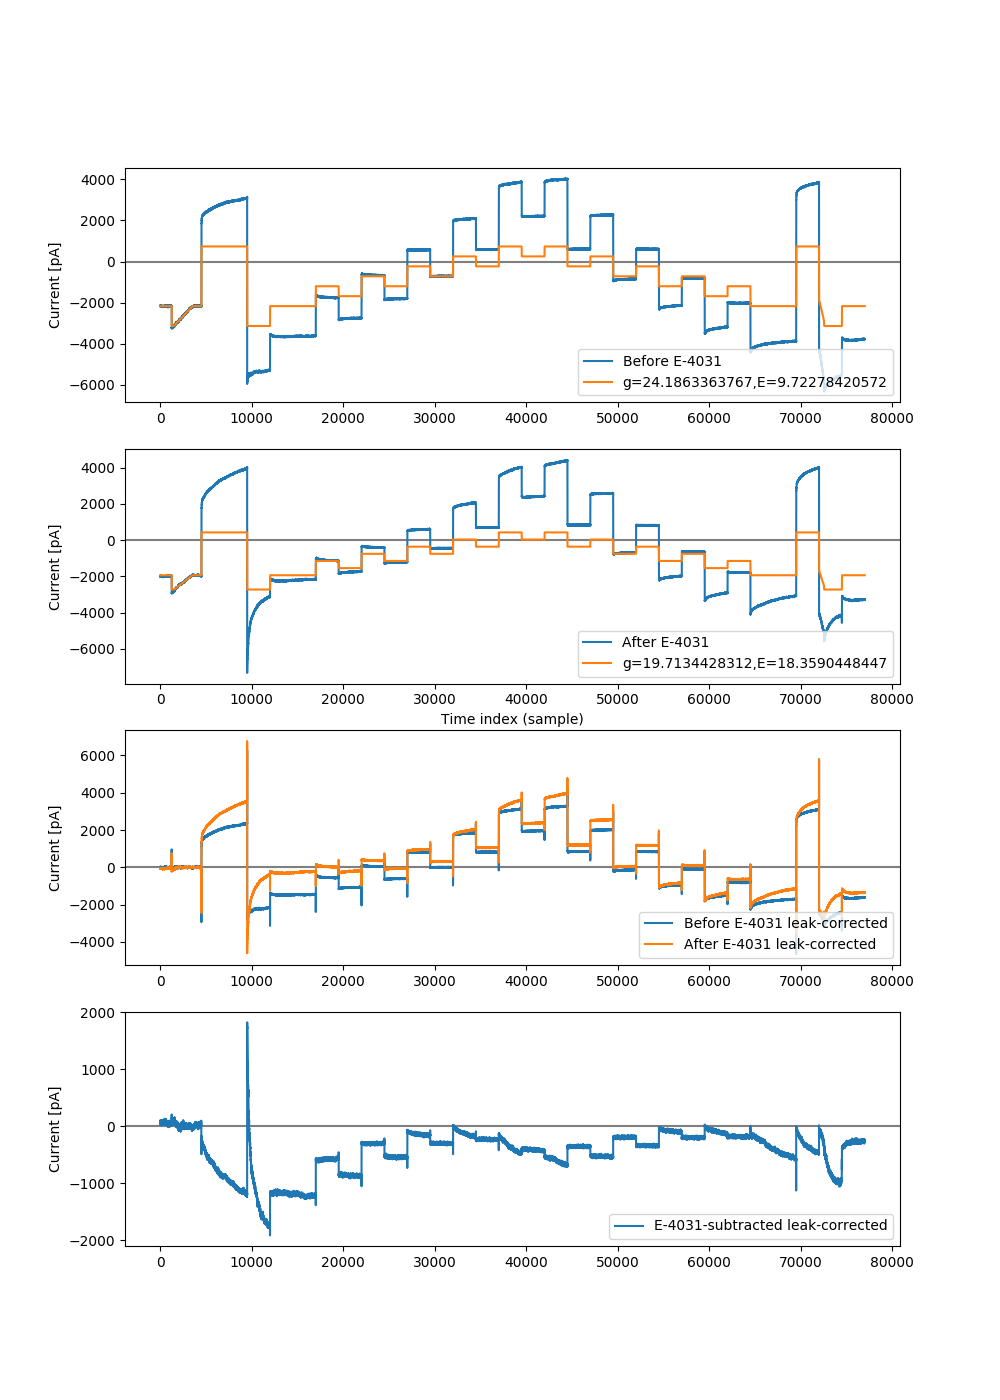 4000
2000
0
−2000
−4000
−6000
Current [pA]
Before E-4031
g=24.1863363767,E=9.72278420572
0 10000 20000 30000 40000 50000 60000 70000 80000
4000
2000
0
−2000
−4000
−6000
Current [pA]
After E-4031
g=19.7134428312,E=18.3590448447
0 10000 20000 30000 40000 50000 60000 70000 80000
Time index (sample)
6000
4000
2000
0
−2000
−4000
Current [pA]
Before E-4031 leak-corrected
After E-4031 leak-corrected
0 10000 20000 30000 40000 50000 60000 70000 80000
2000
1000
0
−1000
−2000
Current [pA]
E-4031-subtracted leak-corrected
0 10000 20000 30000 40000 50000 60000 70000 80000